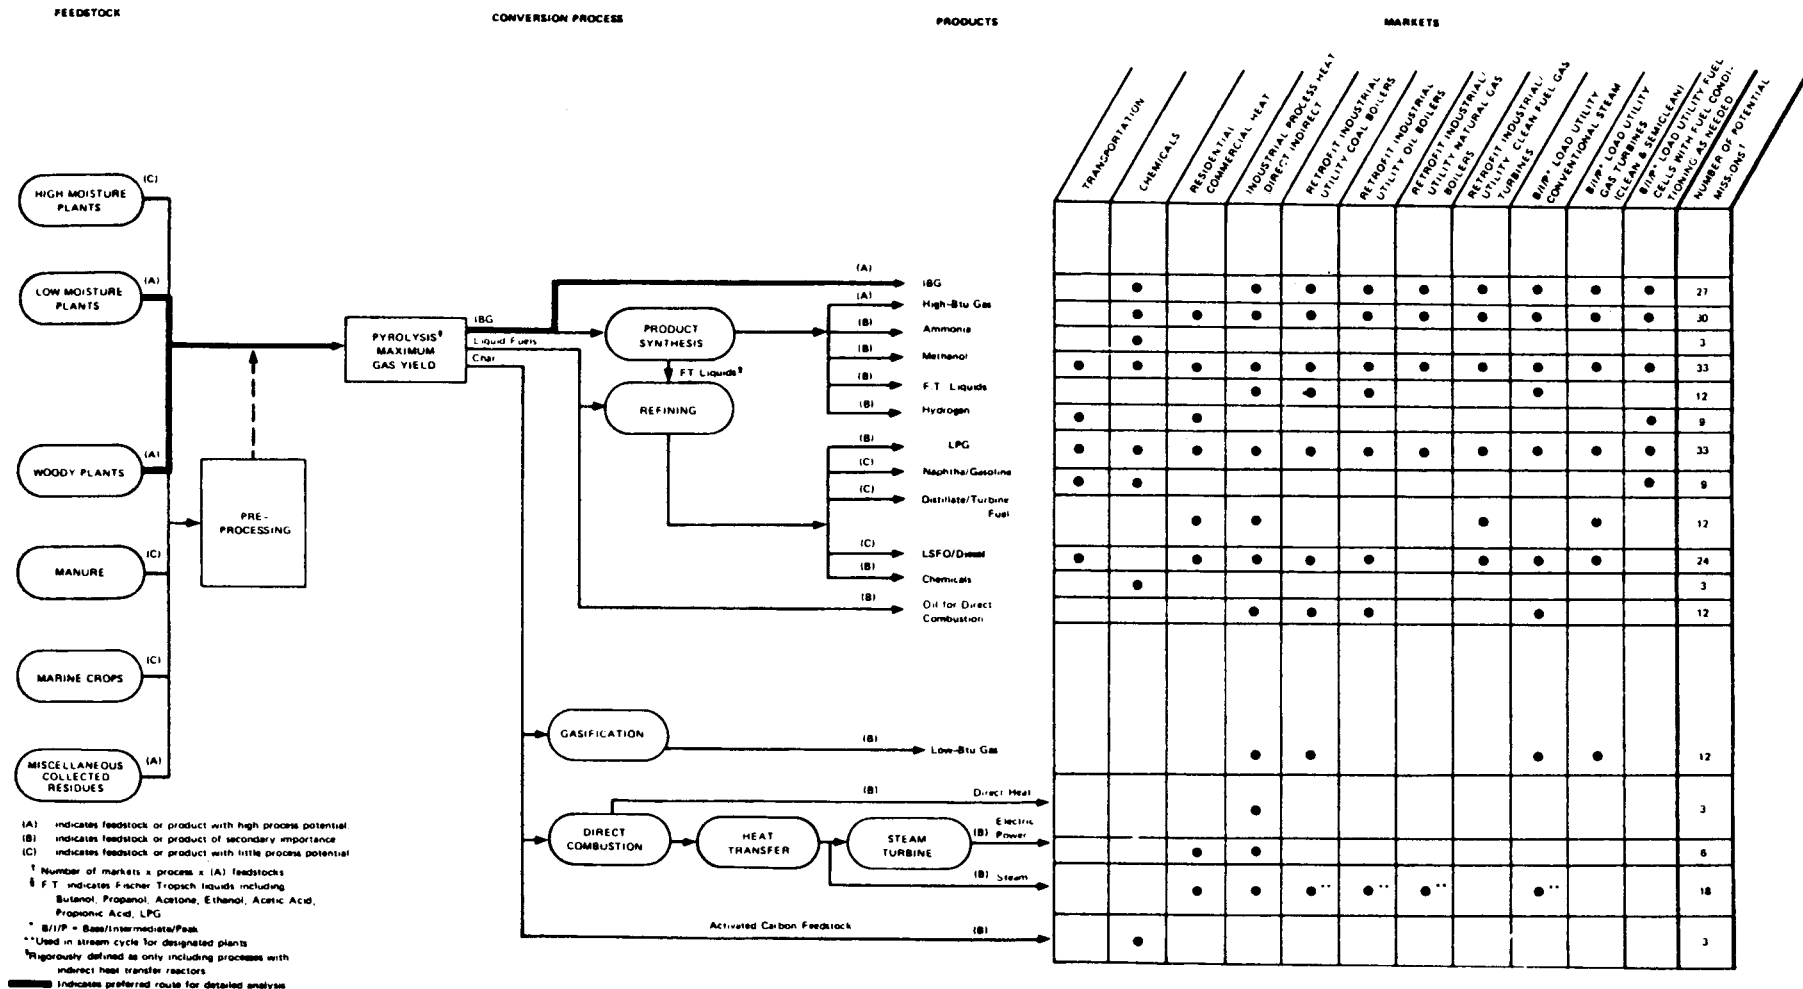 FEEDSTOCK
CONVERSION PROCESS
PRODUCTS
MARKETS
TRANSPORTATION
CHEMICALS
RESIDENTIAL
COMMERCIAL HEAT
INDUSTRIAL PROCESS HEAT
DIRECT INDIRECT
RETROFIT INDUSTRIAL
UTILITY COAL BOILERS
RETROFIT INDUSTRIAL
UTILITY OIL BOILERS
RETROFIT INDUSTRIAL/
UTILITY NATURAL GAS
BOILERS
RETROFIT INDUSTRIAL/
UTILITY CLEAN FUEL GAS
TURBINES
B/I/P* LOAD UTILITY
CONVENTIONAL STEAM
B/I/P* LOAD UTILITY
GAS TURBINES
(CLEAN & SEMICLEAN)
B/I/P* LOAD UTILITY FUEL
CELLS WITH FUEL CONDI-
TIONING AS NEEDED
NUMBER OF POTENTIAL
MISSIONS†
HIGH MOISTURE
PLANTS
(C)
LOW MOISTURE
PLANTS
(A)
WOODY PLANTS
(A)
MANURE
(C)
MARINE CROPS
(C)
MISCELLANEOUS
COLLECTED
RESIDUES
(A)
PRE-
PROCESSING
PYROLYSIS§
MAXIMUM
GAS YIELD
IBG
Liquid Fuels
Char
PRODUCT
SYNTHESIS
FT Liquids§
REFINING
GASIFICATION
DIRECT
COMBUSTION
HEAT
TRANSFER
STEAM
TURBINE
(A) IBG 27
(A) High-Btu Gas 30
(B) Ammonia 3
(B) Methanol 33
(B) F.T. Liquids 12
(B) Hydrogen 9
(B) LPG 33
(C) Naphtha/Gasoline 9
(C) Distillate/Turbine
Fuel 12
(C) LSFO/Diesel 24
(B) Chemicals 3
(B) Oil for Direct
Combustion 12
(B) Low-Btu Gas 12
(B) Direct Heat 3
(B) Electric
Power 6
(B) Steam ** ** ** ** 18
Activated Carbon Feedstock (B) 3
(A) indicates feedstock or product with high process potential.
(B) indicates feedstock or product of secondary importance
(C) indicates feedstock or product with little process potential
† Number of markets x process x (A) feedstocks
§ F.T. indicates Fischer Tropsch liquids including
Butanol, Propanol, Acetone, Ethanol, Acetic Acid,
Propionic Acid, LPG
* B/I/P = Base/Intermediate/Peak
**Used in stream cycle for designated plants
§Rigorously defined as only including processes with
indirect heat transfer reactors
Indicates preferred route for detailed analysis